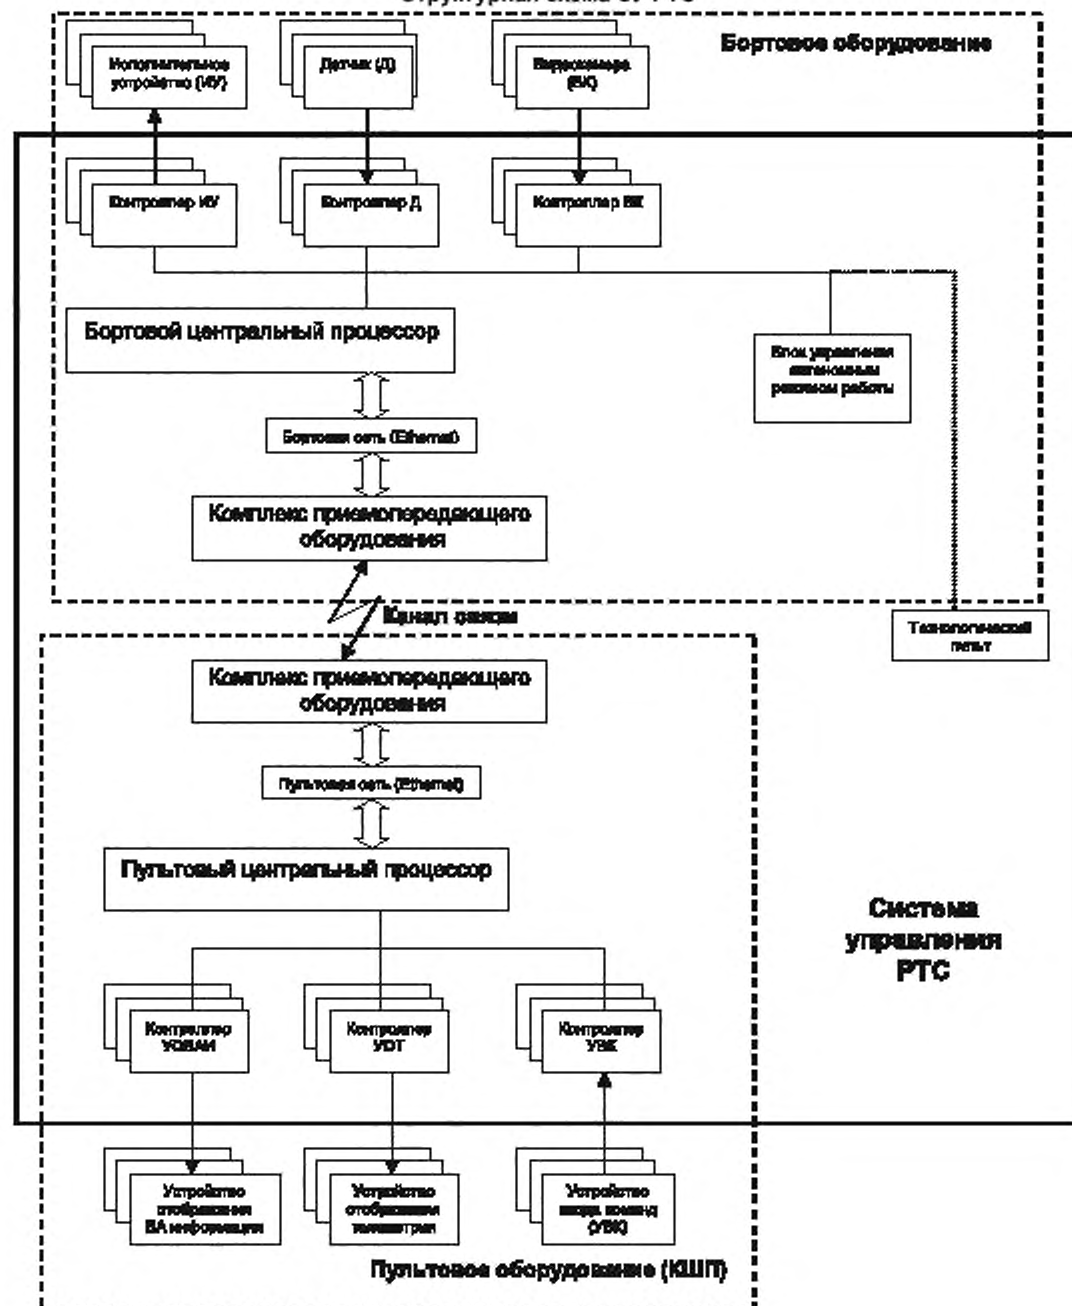 Структурная схема СУ РТС
Бортовое оборудование
Исполнительное
устройство (ИУ)
Датчик (Д)
Видеокамера
(ВК)
Контроллер ИУ
Контроллер Д
Контроллер ВК
Бортовой центральный процессор
Блок управления
автономным
режимом работы
Бортовая сеть (Ethernet)
Комплекс приемопередающего
оборудования
Канал связи
Технологический
пульт
Комплекс приемопередающего
оборудования
Пультовая сеть (Ethernet)
Пультовый центральный процессор
Система
управления
РТС
Контроллер
УОВАИ
Контроллер
УОТ
Контроллер
УВК
Устройство
отображения
ВА информации
Устройство
отображения
телеметрии
Устройство
ввода команд
(УВК)
Пультовое оборудование (КШП)